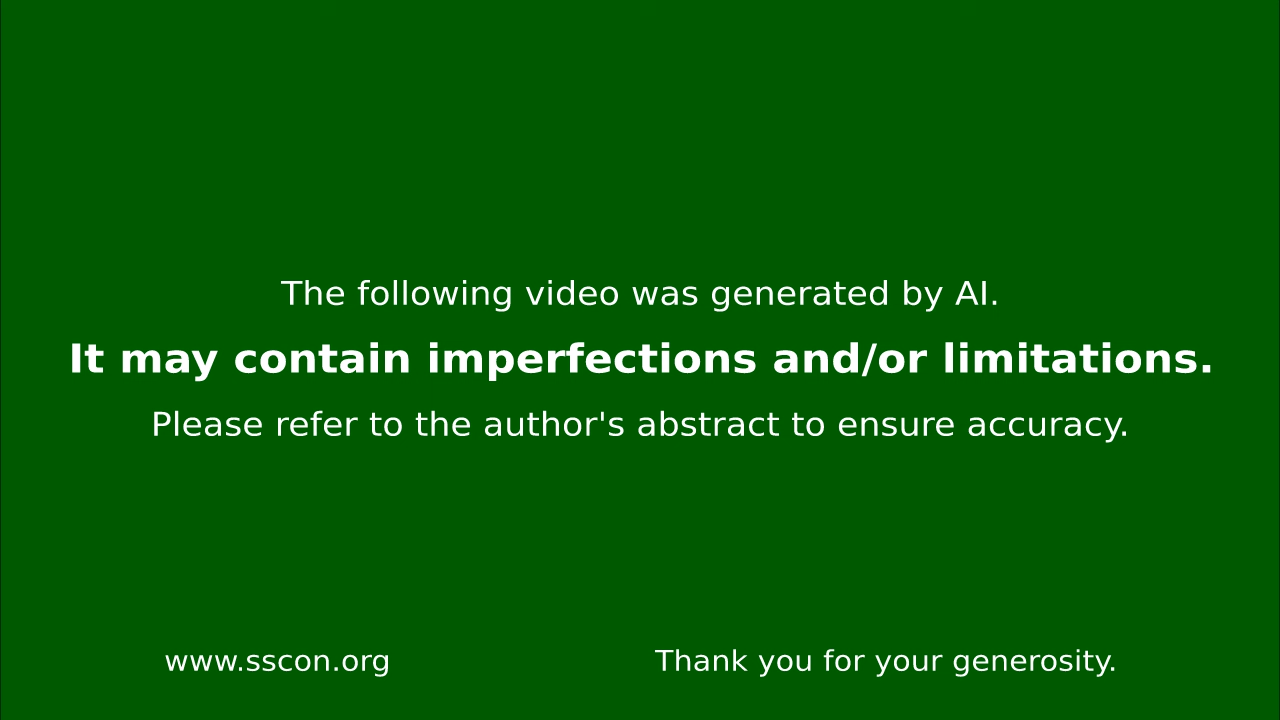 The following video was generated by AI.
It may contain imperfections and/or limitations.
Please refer to the author's abstract to ensure accuracy.
www.sscon.org
Thank you for your generosity.